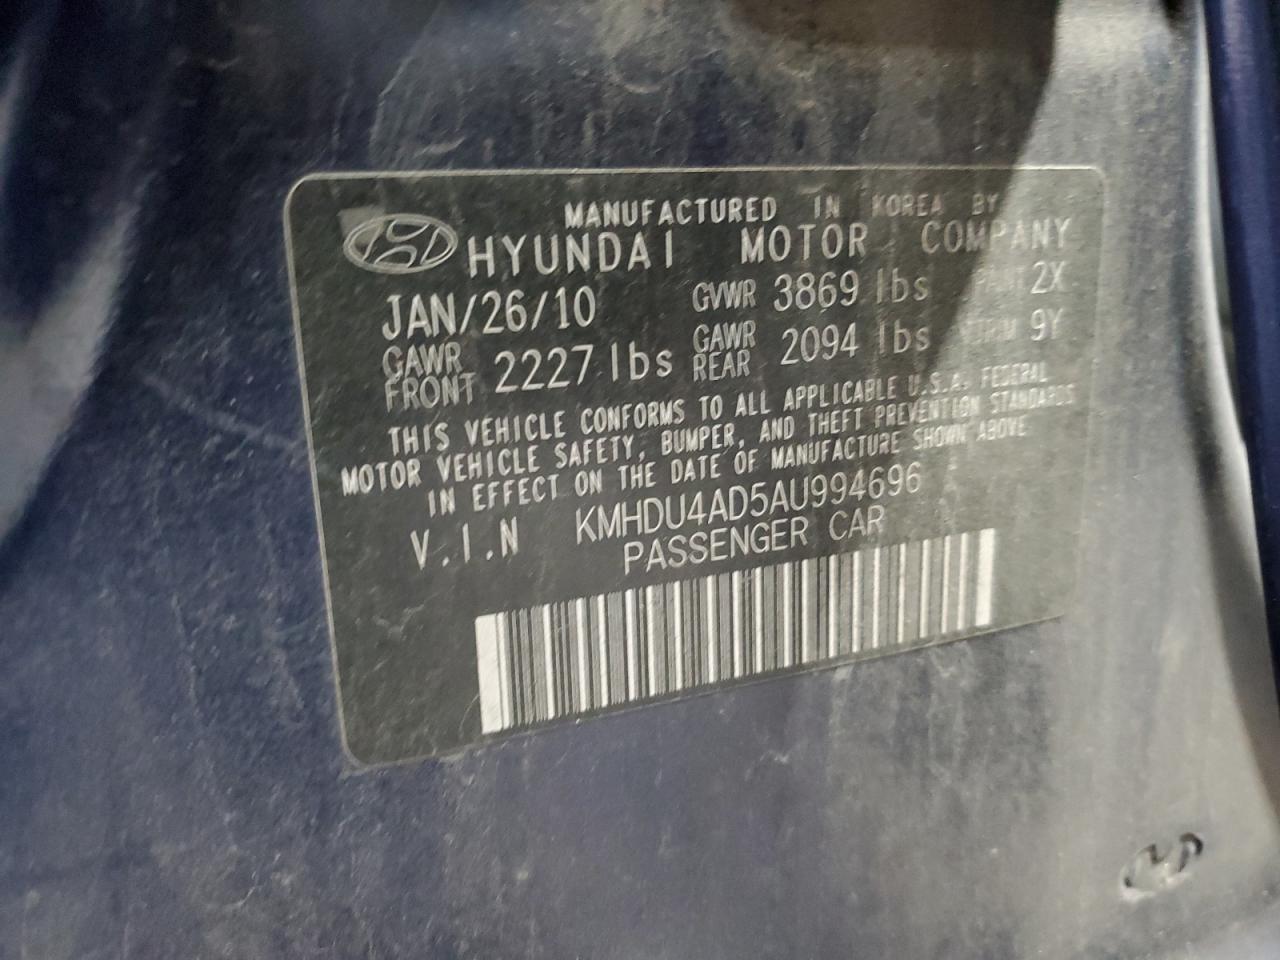 MANUFACTURED IN KOREA BY
HYUNDAI MOTOR COMPANY
JAN/26/10 GVWR 3869 lbs PAINT 2X
GAWR FRONT 2227 lbs GAWR REAR 2094 lbs TRIM 9Y
THIS VEHICLE CONFORMS TO ALL APPLICABLE U.S.A. FEDERAL
MOTOR VEHICLE SAFETY, BUMPER, AND THEFT PREVENTION STANDARDS
IN EFFECT ON THE DATE OF MANUFACTURE SHOWN ABOVE
V.I.N KMHDU4AD5AU994696
PASSENGER CAR